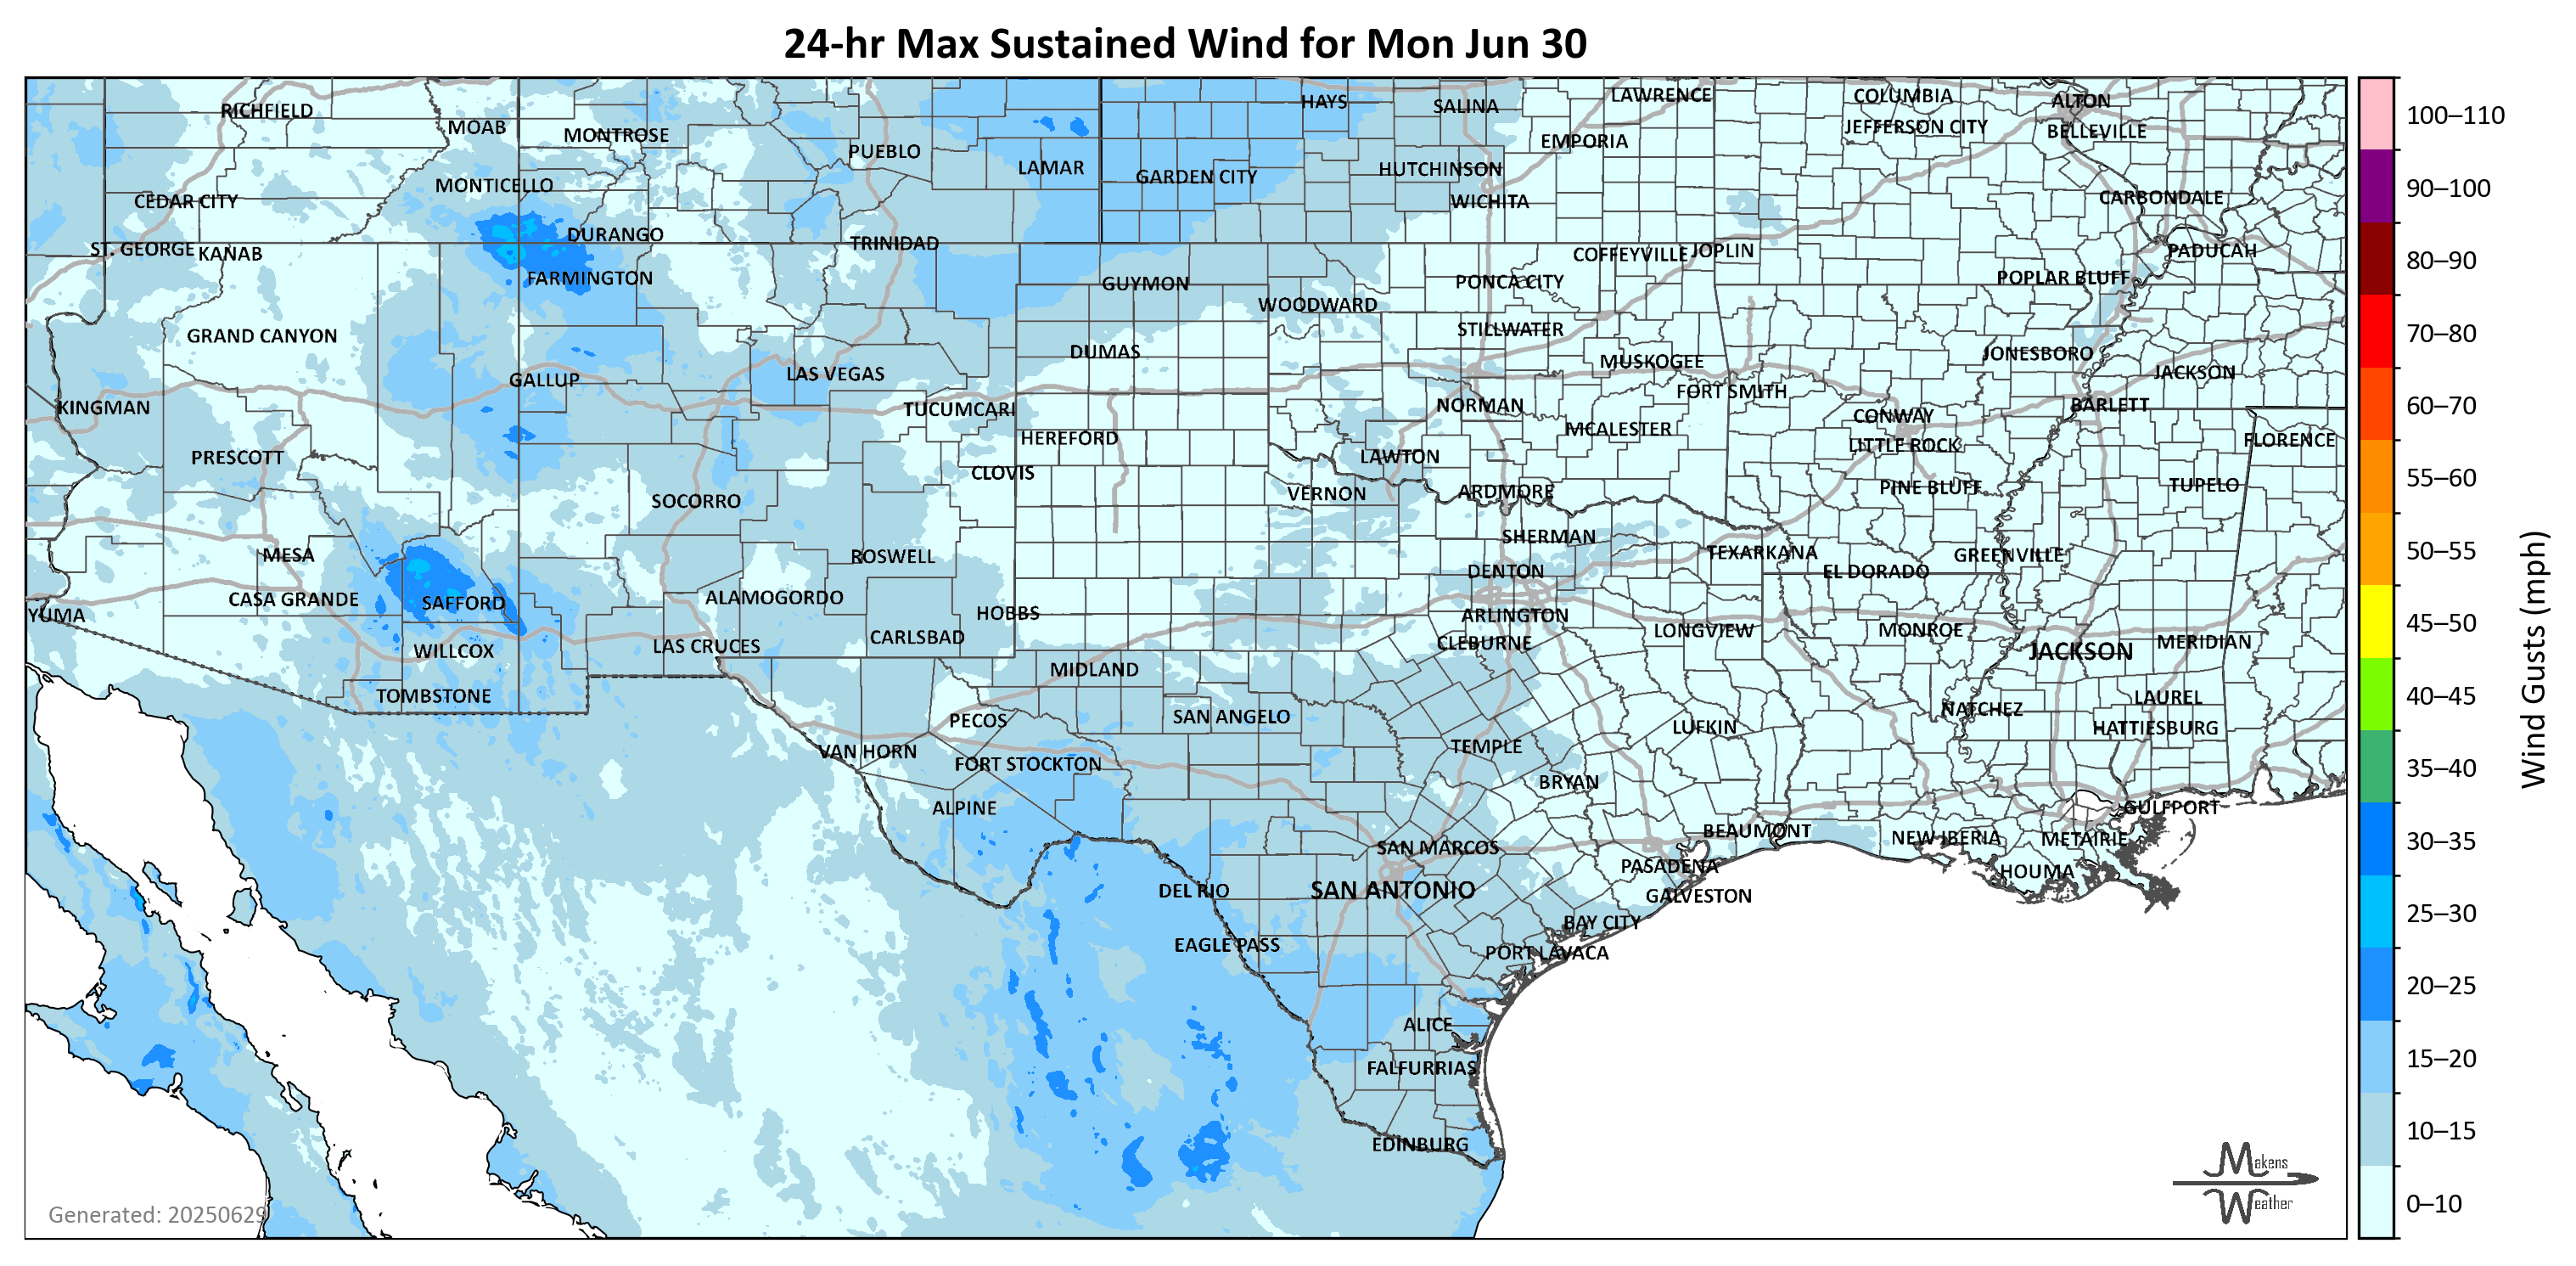 24-hr Max Sustained Wind for Mon Jun 30
RICHFIELD
MOAB
MONTROSE
PUEBLO
LAMAR
HAYS
SALINA
LAWRENCE
EMPORIA
COLUMBIA
JEFFERSON CITY
ALTON
BELLEVILLE
CEDAR CITY
MONTICELLO
GARDEN CITY
HUTCHINSON
WICHITA
CARBONDALE
ST. GEORGE
KANAB
DURANGO
TRINIDAD
COFFEYVILLE
JOPLIN
PADUCAH
FARMINGTON
GUYMON
WOODWARD
PONCA CITY
POPLAR BLUFF
GRAND CANYON
DUMAS
STILLWATER
MUSKOGEE
JONESBORO
JACKSON
GALLUP
LAS VEGAS
FORT SMITH
KINGMAN
TUCUMCARI
NORMAN
CONWAY
BARLETT
HEREFORD
MCALESTER
LITTLE ROCK
FLORENCE
PRESCOTT
CLOVIS
LAWTON
SOCORRO
VERNON
ARDMORE
PINE BLUFF
TUPELO
MESA
ROSWELL
SHERMAN
TEXARKANA
GREENVILLE
DENTON
EL DORADO
YUMA
CASA GRANDE
SAFFORD
ALAMOGORDO
HOBBS
ARLINGTON
WILLCOX
LAS CRUCES
CARLSBAD
CLEBURNE
LONGVIEW
MONROE
JACKSON
MERIDIAN
TOMBSTONE
MIDLAND
LAUREL
PECOS
SAN ANGELO
LUFKIN
NATCHEZ
HATTIESBURG
VAN HORN
FORT STOCKTON
TEMPLE
BRYAN
ALPINE
GULFPORT
SAN MARCOS
BEAUMONT
NEW IBERIA
METAIRIE
DEL RIO
SAN ANTONIO
PASADENA
GALVESTON
HOUMA
EAGLE PASS
BAY CITY
PORT LAVACA
ALICE
FALFURRIAS
EDINBURG
Generated: 20250629
Makens
Weather
100–110
90–100
80–90
70–80
60–70
55–60
50–55
45–50
40–45
35–40
30–35
25–30
20–25
15–20
10–15
0–10
Wind Gusts (mph)